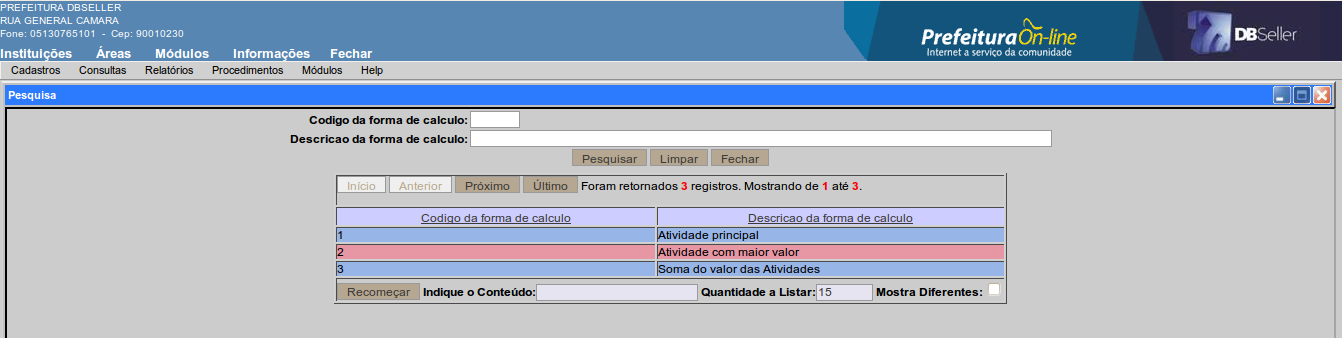 PREFEITURA DBSELLER
RUA GENERAL CAMARA
Fone: 05130765101 - Cep: 90010230
PrefeituraOn-line
Internet a serviço da comunidade
DBSeller
Instituições Áreas Módulos Informações Fechar
Cadastros Consultas Relatórios Procedimentos Módulos Help
Pesquisa
Codigo da forma de calculo:
Descricao da forma de calculo:
Pesquisar Limpar Fechar
Início Anterior Próximo Último Foram retornados 3 registros. Mostrando de 1 até 3.
Codigo da forma de calculo Descricao da forma de calculo
1 Atividade principal
2 Atividade com maior valor
3 Soma do valor das Atividades
Recomeçar Indique o Conteúdo: Quantidade a Listar: 15 Mostra Diferentes: